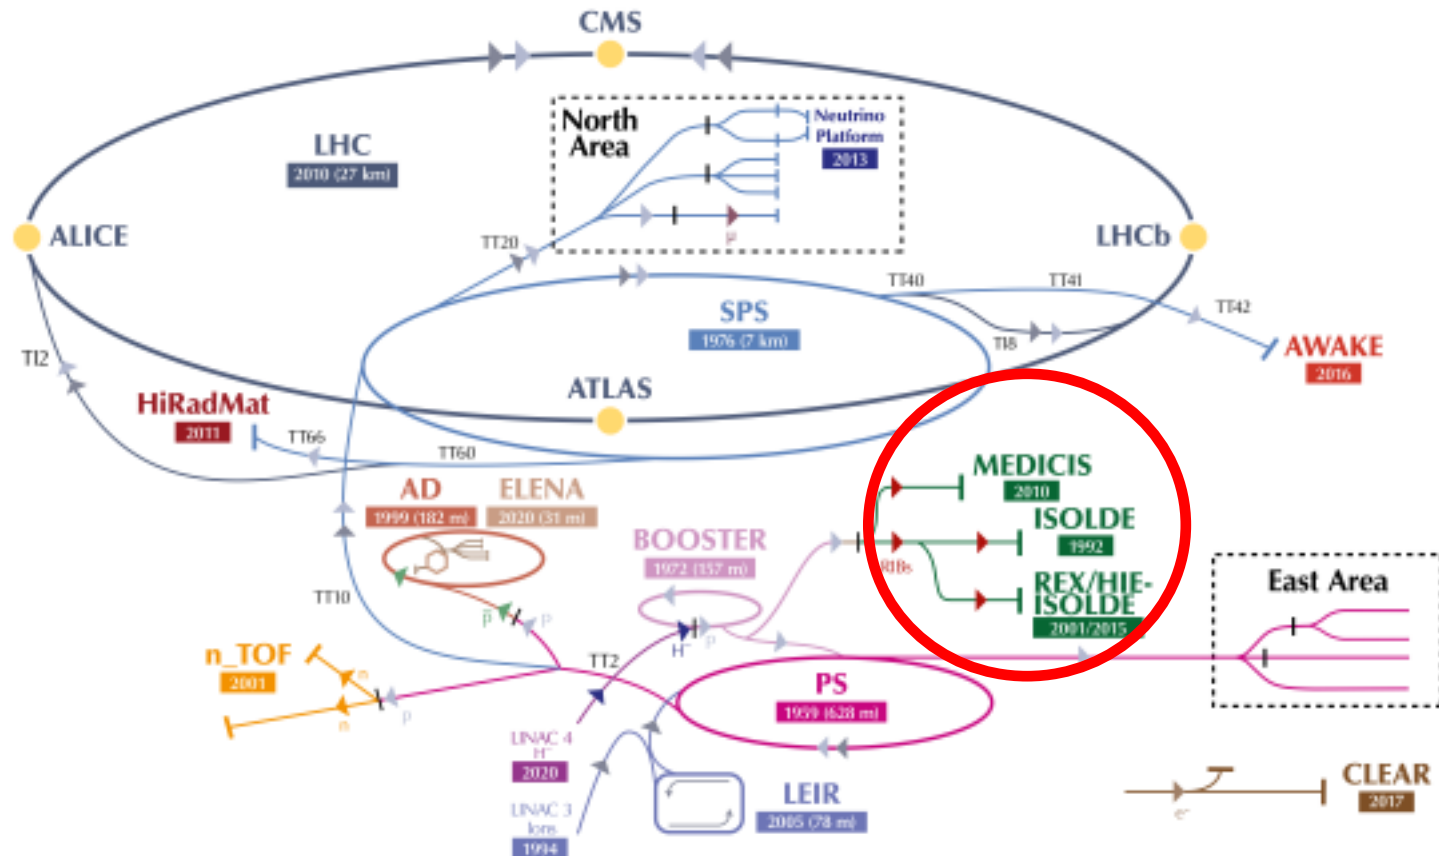 CMS
North
Area
Neutrino
Platform
2013
LHC
2010 (27 km)
μ
ALICE
LHCb
TT20
TT40
TT41
TT42
SPS
1976 (7 km)
TI8
TI2
AWAKE
2016
ATLAS
HiRadMat
2011
TT66
TT60
MEDICIS
2010
AD
1999 (182 m)
ELENA
2020 (31 m)
ISOLDE
1992
BOOSTER
1972 (157 m)
RIBs
REX/HIE-
ISOLDE
2001/2015
East Area
TT10
p̄
p
H⁻
p
n_TOF
2001
n
n
p
TT2
PS
1959 (628 m)
LINAC 4
H⁻
2020
LINAC 3
Ions
1994
LEIR
2005 (78 m)
CLEAR
2017
e⁻